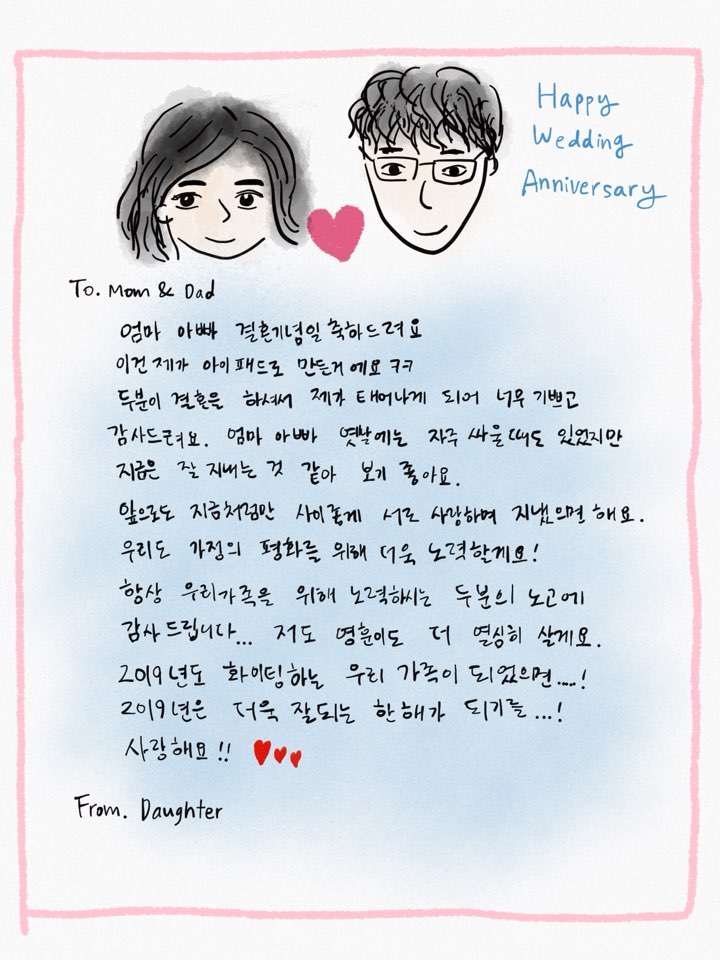 Happy
Wedding
Anniversary
To. Mom & Dad
엄마 아빠 결혼기념일 축하드려요
이건 제가 아이패드로 만든거에요 ㅋㅋ
두분이 결혼을 하셔서 제가 태어나게 되어 너무 기쁘고
감사드려요. 엄마 아빠 옛날에는 자주 싸울때도 있었지만
지금은 잘 지내는 것 같아 보기 좋아요.
앞으로도 지금처럼만 사이좋게 서로 사랑하며 지냈으면 해요.
우리도 가정의 평화를 위해 더욱 노력할게요!
항상 우리가족을 위해 노력하시는 두분의 노고에
감사드립니다... 저도 영훈이도 더 열심히 살게요.
2019년도 화이팅하는 우리 가족이 되었으면....!
2019년은 더욱 잘되는 한해가 되기를...!
사랑해요!!
From. Daughter